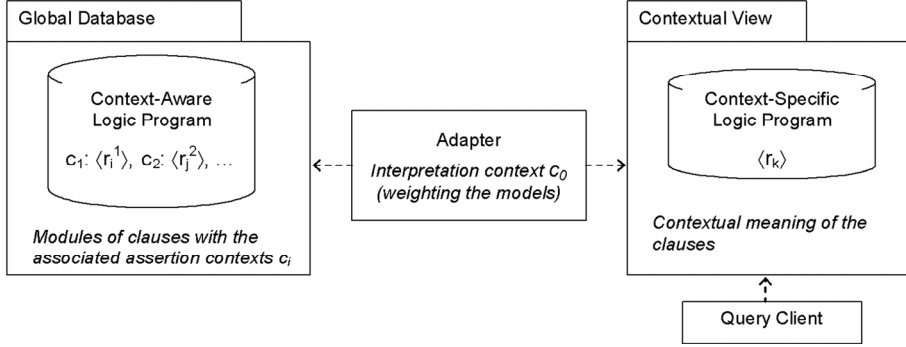 Global Database
Context-Aware
Logic Program
c₁: ⟨rᵢ¹⟩, c₂: ⟨rⱼ²⟩, ...
Modules of clauses with the
associated assertion contexts cᵢ
Adapter
Interpretation context c₀
(weighting the models)
Contextual View
Context-Specific
Logic Program
⟨rₖ⟩
Contextual meaning of the
clauses
Query Client